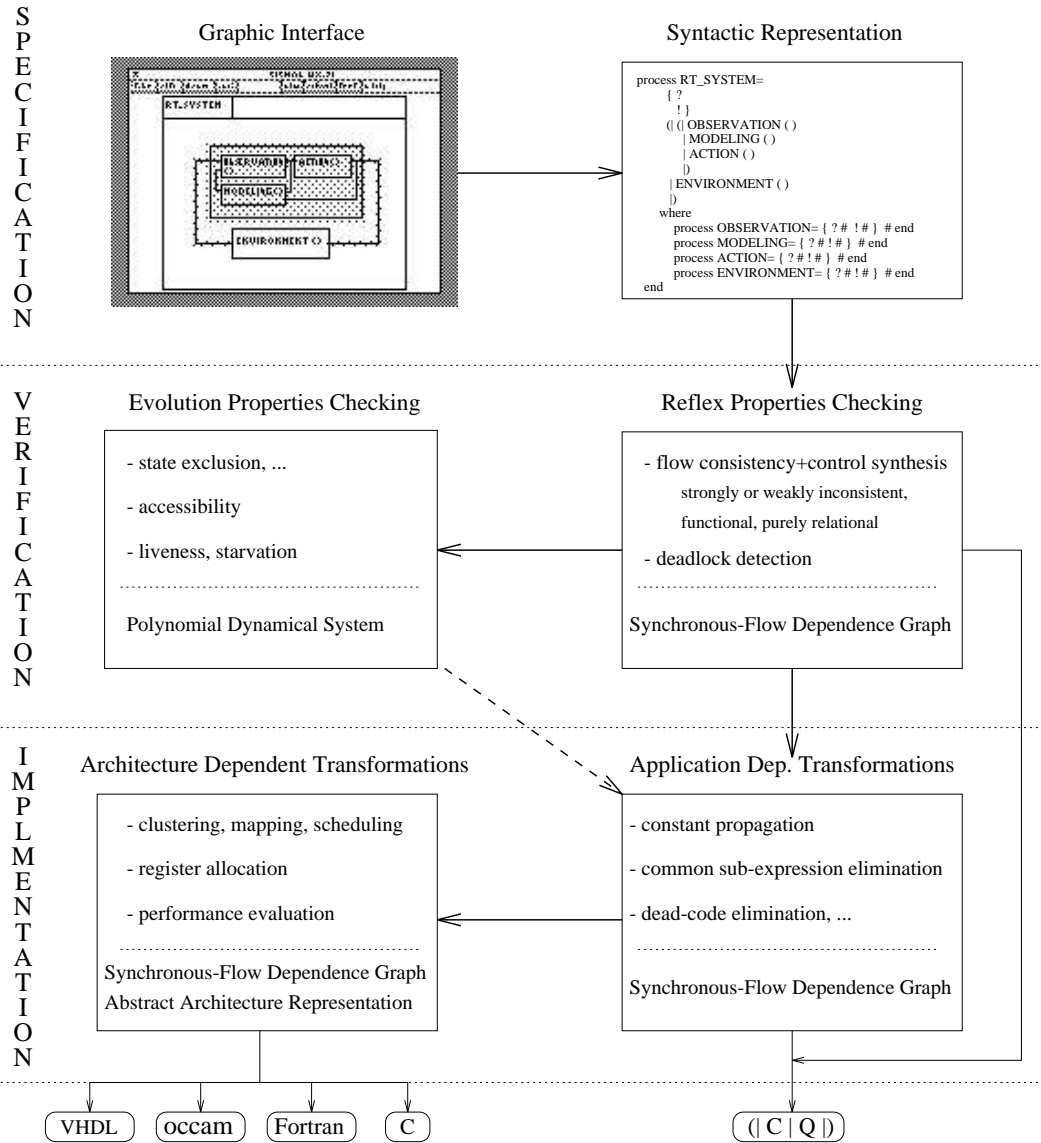 SPECIFICATION
Graphic Interface
RT_SYSTEM
OBSERVATION
()
ACTION()
MODELING()
ENVIRONMENT ()
Syntactic Representation
process RT_SYSTEM=
{ ?
! }
(| (| OBSERVATION ( )
| MODELING ( )
| ACTION ( )
|)
| ENVIRONMENT ( )
|)
where
process OBSERVATION= { ? # ! # } # end
process MODELING= { ? # ! # } # end
process ACTION= { ? # ! # } # end
process ENVIRONMENT= { ? # ! # } # end
end
VERIFICATION
Evolution Properties Checking
- state exclusion, ...
- accessibility
- liveness, starvation
Polynomial Dynamical System
Reflex Properties Checking
- flow consistency+control synthesis
strongly or weakly inconsistent,
functional, purely relational
- deadlock detection
Synchronous-Flow Dependence Graph
IMPLMENTATION
Architecture Dependent Transformations
- clustering, mapping, scheduling
- register allocation
- performance evaluation
Synchronous-Flow Dependence Graph
Abstract Architecture Representation
Application Dep. Transformations
- constant propagation
- common sub-expression elimination
- dead-code elimination, ...
Synchronous-Flow Dependence Graph
VHDL
occam
Fortran
C
(| C | Q |)